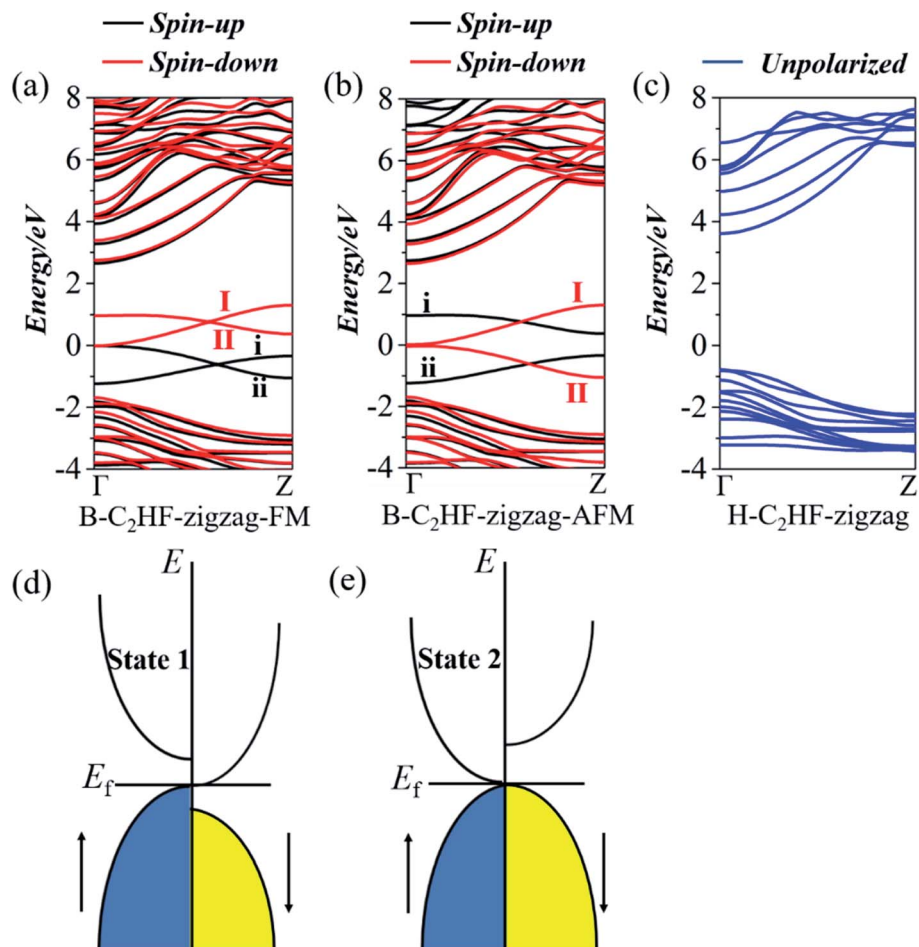 Spin-up Spin-up
Spin-down Spin-down Unpolarized
(a) (b) (c)
Energy/eV
8
6
4
2
0
-2
-4
I
II
i
ii
Γ Z
B-C₂HF-zigzag-FM
Energy/eV
8
6
4
2
0
-2
-4
i
I
ii
II
Γ Z
B-C₂HF-zigzag-AFM
Energy/eV
8
6
4
2
0
-2
-4
Γ Z
H-C₂HF-zigzag
(d) E
State 1
Ef
(e) E
State 2
Ef